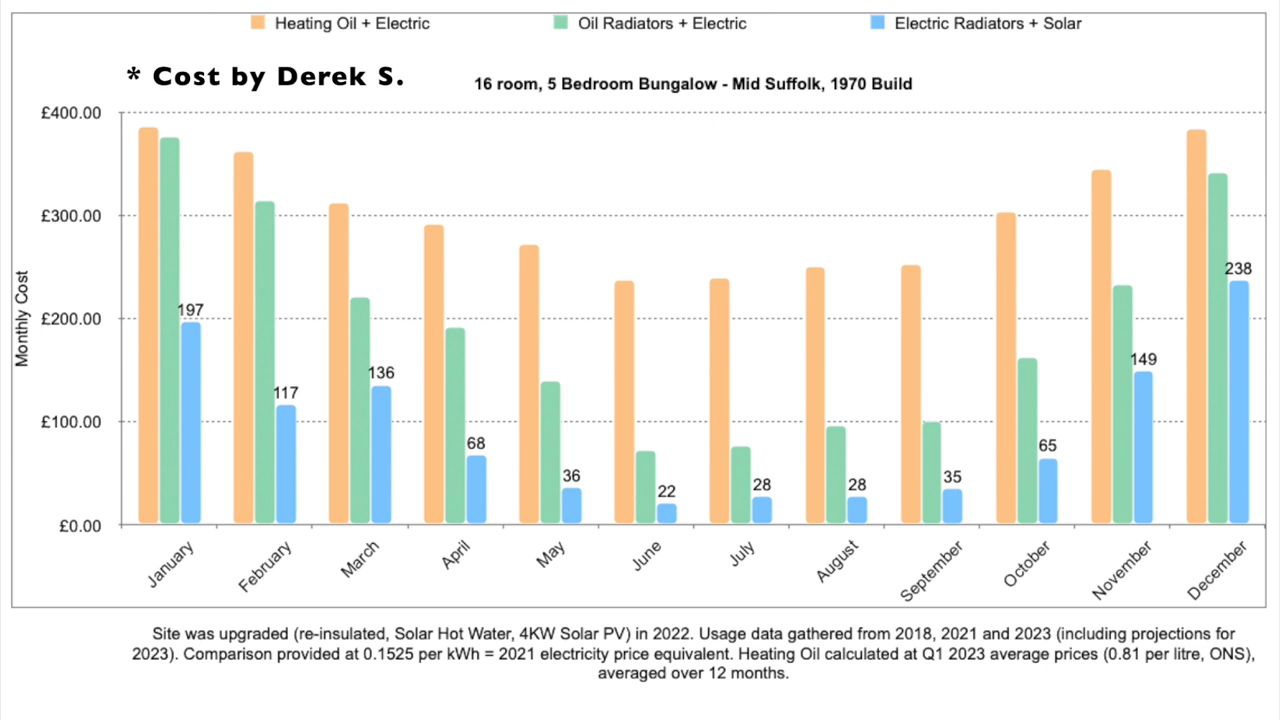 Heating Oil + Electric Oil Radiators + Electric Electric Radiators + Solar
* Cost by Derek S.
16 room, 5 Bedroom Bungalow - Mid Suffolk, 1970 Build
Monthly Cost
£400.00
£300.00
£200.00
£100.00
£0.00
197
117
136
68
36
22
28
28
35
65
149
238
January
February
March
April
May
June
July
August
September
October
November
December
Site was upgraded (re-insulated, Solar Hot Water, 4KW Solar PV) in 2022. Usage data gathered from 2018, 2021 and 2023 (including projections for
2023). Comparison provided at 0.1525 per kWh = 2021 electricity price equivalent. Heating Oil calculated at Q1 2023 average prices (0.81 per litre, ONS),
averaged over 12 months.